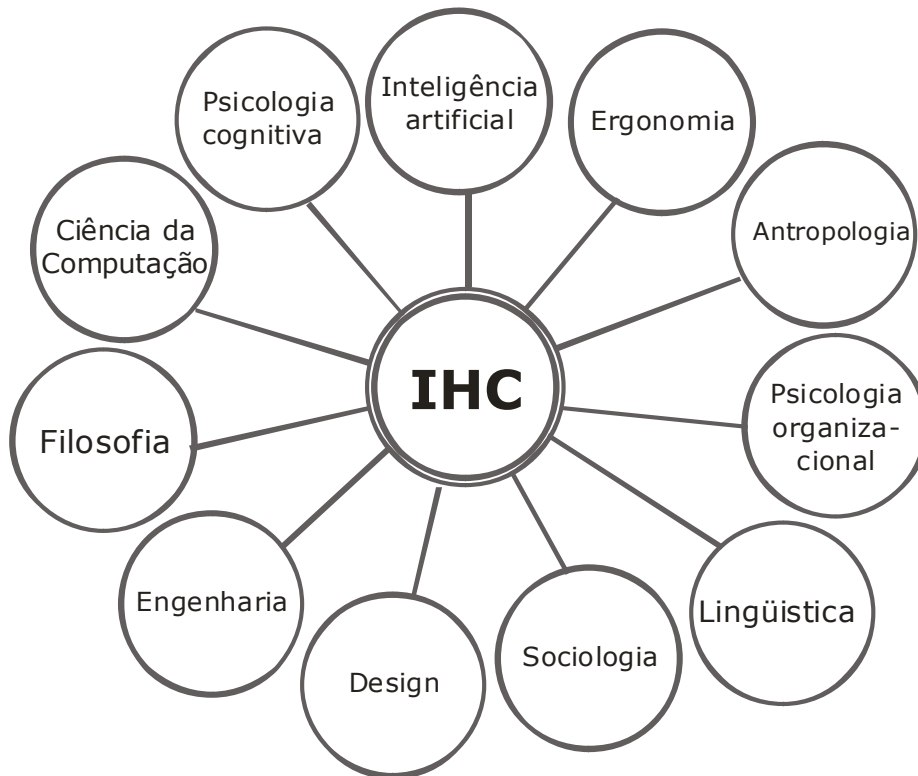 Inteligência
artificial
Psicologia
cognitiva
Ergonomia
Ciência da
Computação
Antropologia
IHC
Psicologia
organiza-
cional
Filosofia
Engenharia
Lingüistica
Sociologia
Design